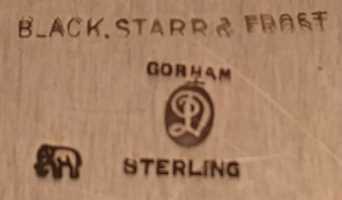 BLACK, STARR & FROST
GORHAM
D
STERLING